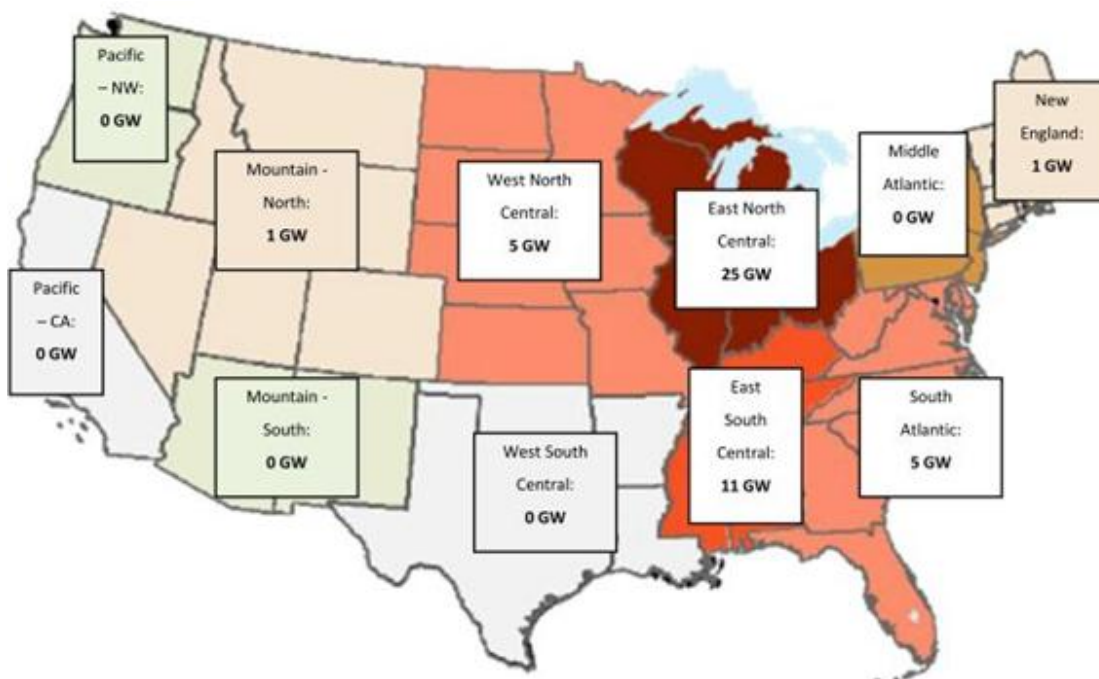 Pacific
– NW:
0 GW
New
England:
1 GW
Middle
Atlantic:
0 GW
Mountain -
North:
1 GW
West North
Central:
5 GW
East North
Central:
25 GW
Pacific
– CA:
0 GW
Mountain -
South:
0 GW
West South
Central:
0 GW
East
South
Central:
11 GW
South
Atlantic:
5 GW